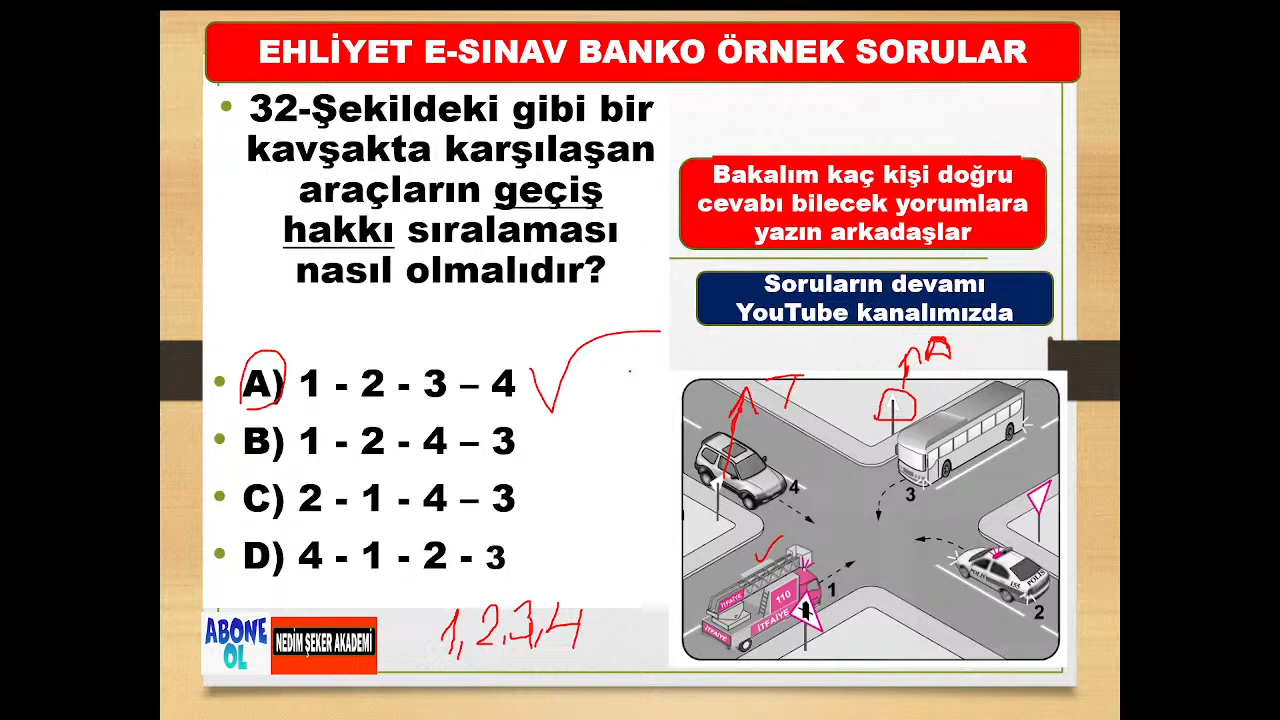 EHLİYET E-SINAV BANKO ÖRNEK SORULAR
32-Şekildeki gibi bir
kavşakta karşılaşan
araçların geçiş
hakkı sıralaması
nasıl olmalıdır?
A) 1 - 2 - 3 – 4
B) 1 - 2 - 4 – 3
C) 2 - 1 - 4 – 3
D) 4 - 1 - 2 - 3
1,2,3,4
ABONE
OL
NEDİM ŞEKER AKADEMİ
Bakalım kaç kişi doğru
cevabı bilecek yorumlara
yazın arkadaşlar
Soruların devamı
YouTube kanalımızda
4
3
İTFAİYE
110
İTFAİYE
İTFAİYE
1
POLİS
155
POLİS
2